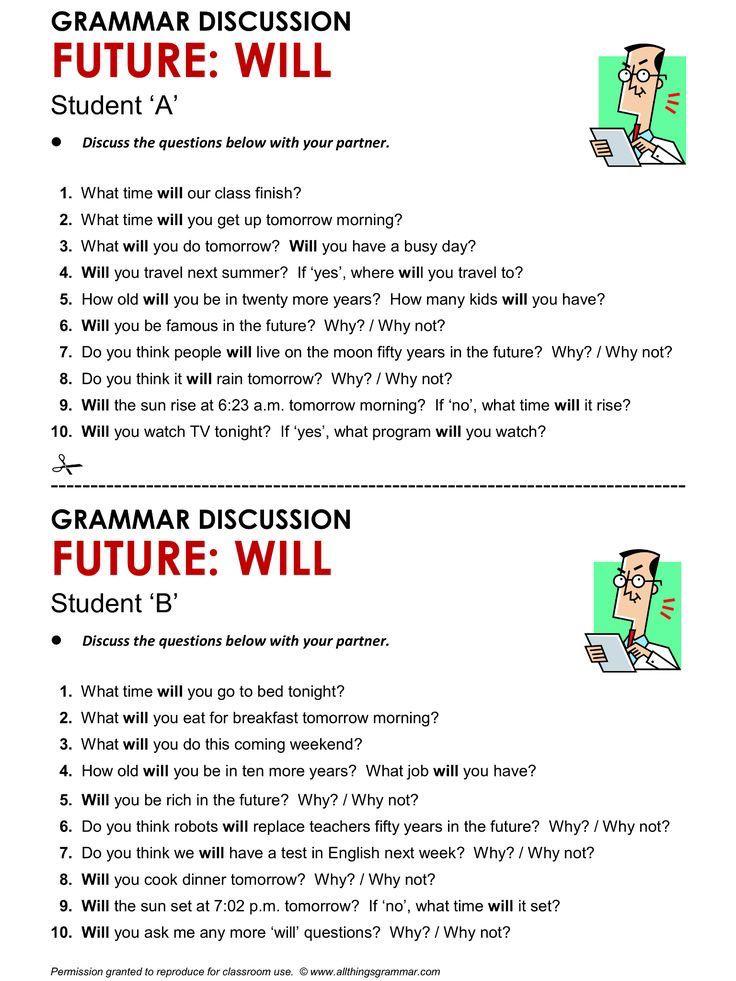 GRAMMAR DISCUSSION
FUTURE: WILL
Student ‘A’
● Discuss the questions below with your partner.
1. What time will our class finish?
2. What time will you get up tomorrow morning?
3. What will you do tomorrow? Will you have a busy day?
4. Will you travel next summer? If ‘yes’, where will you travel to?
5. How old will you be in twenty more years? How many kids will you have?
6. Will you be famous in the future? Why? / Why not?
7. Do you think people will live on the moon fifty years in the future? Why? / Why not?
8. Do you think it will rain tomorrow? Why? / Why not?
9. Will the sun rise at 6:23 a.m. tomorrow morning? If ‘no’, what time will it rise?
10. Will you watch TV tonight? If ‘yes’, what program will you watch?
GRAMMAR DISCUSSION
FUTURE: WILL
Student ‘B’
● Discuss the questions below with your partner.
1. What time will you go to bed tonight?
2. What will you eat for breakfast tomorrow morning?
3. What will you do this coming weekend?
4. How old will you be in ten more years? What job will you have?
5. Will you be rich in the future? Why? / Why not?
6. Do you think robots will replace teachers fifty years in the future? Why? / Why not?
7. Do you think we will have a test in English next week? Why? / Why not?
8. Will you cook dinner tomorrow? Why? / Why not?
9. Will the sun set at 7:02 p.m. tomorrow? If ‘no’, what time will it set?
10. Will you ask me any more ‘will’ questions? Why? / Why not?
Permission granted to reproduce for classroom use. © www.allthingsgrammar.com